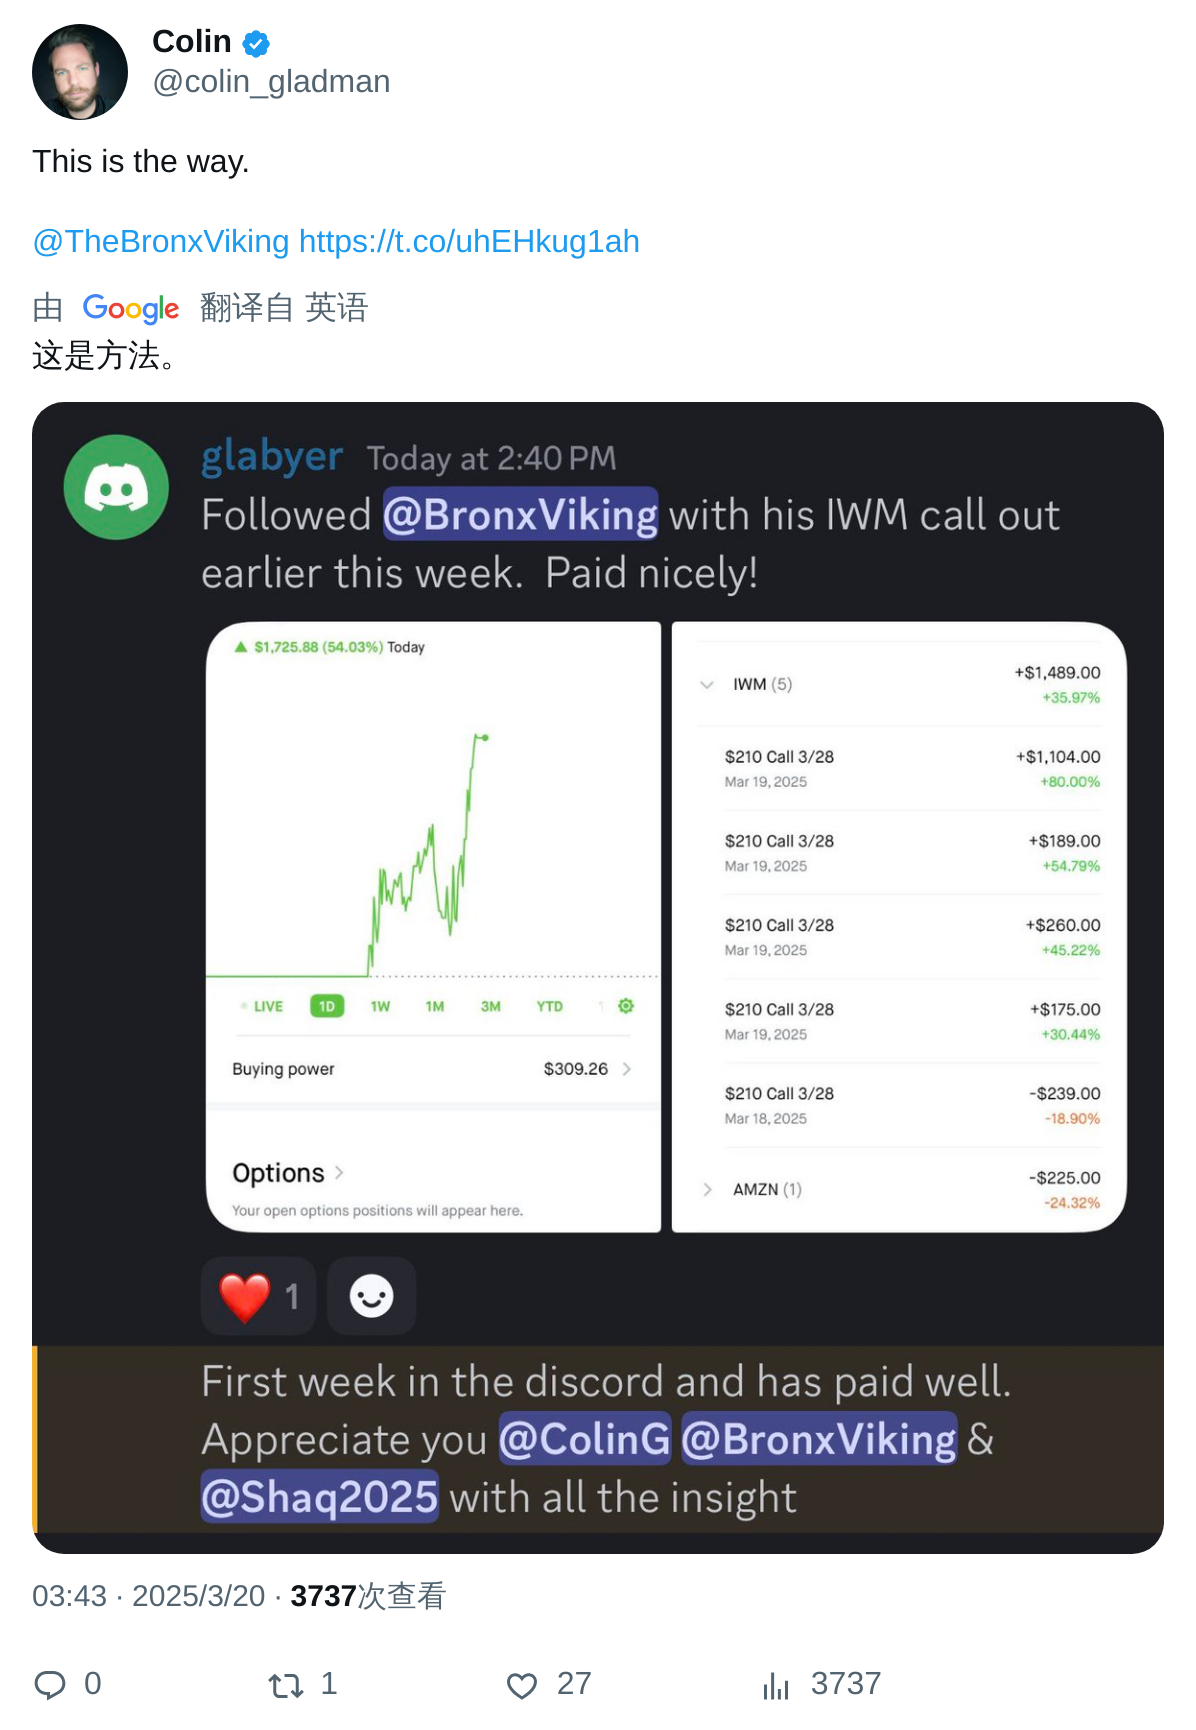 Colin
@colin_gladman
This is the way.
@TheBronxViking https://t.co/uhEHkug1ah
由 Google 翻译自 英语
这是方法。
glabyer Today at 2:40 PM
Followed @BronxViking with his IWM call out
earlier this week. Paid nicely!
$1,725.88 (54.03%) Today
LIVE 1D 1W 1M 3M YTD
Buying power $309.26
Options
Your open options positions will appear here.
IWM (5) +$1,489.00
+35.97%
$210 Call 3/28 +$1,104.00
Mar 19, 2025 +80.00%
$210 Call 3/28 +$189.00
Mar 19, 2025 +54.79%
$210 Call 3/28 +$260.00
Mar 19, 2025 +45.22%
$210 Call 3/28 +$175.00
Mar 19, 2025 +30.44%
$210 Call 3/28 -$239.00
Mar 18, 2025 -18.90%
AMZN (1) -$225.00
-24.32%
1
First week in the discord and has paid well.
Appreciate you @ColinG @BronxViking &
@Shaq2025 with all the insight
03:43 · 2025/3/20 · 3737次查看
0 1 27 3737